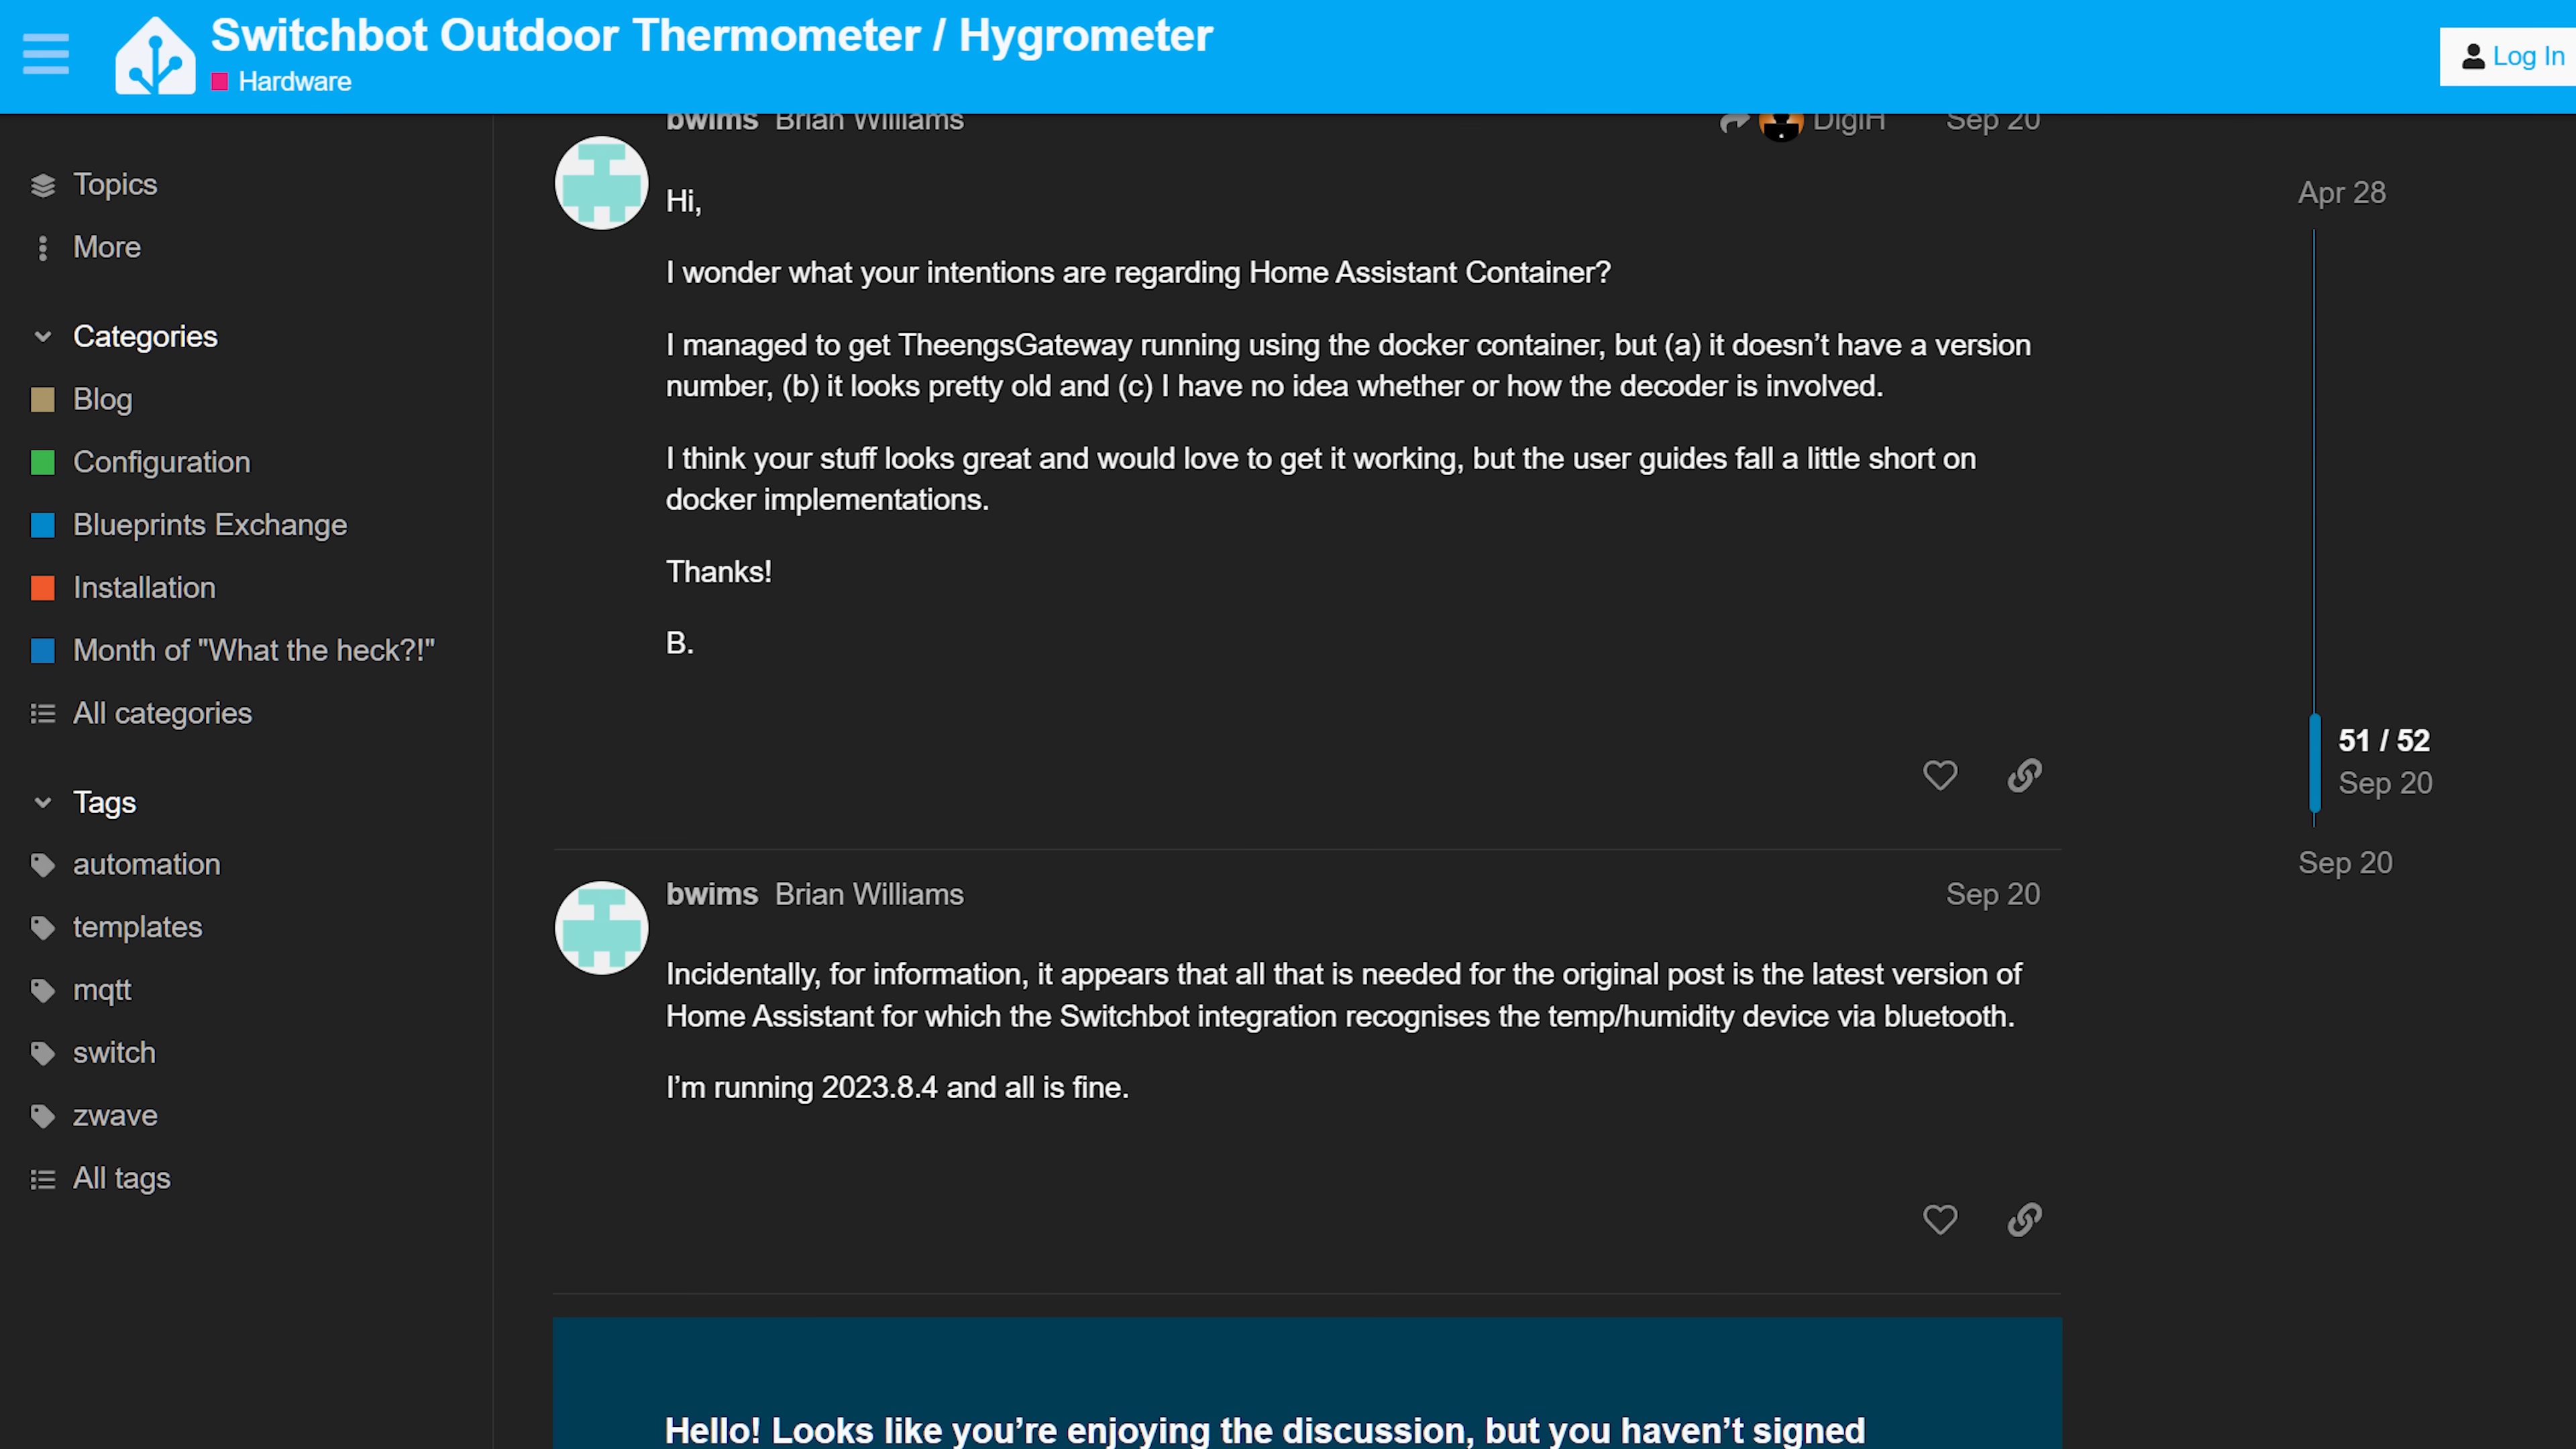 Switchbot Outdoor Thermometer / Hygrometer
Hardware
Log In
Topics
More
Categories
Blog
Configuration
Blueprints Exchange
Installation
Month of "What the heck?!"
All categories
Tags
automation
templates
mqtt
switch
zwave
All tags
bwims Brian Williams DigiH Sep 20
Hi,
I wonder what your intentions are regarding Home Assistant Container?
I managed to get TheengsGateway running using the docker container, but (a) it doesn’t have a version
number, (b) it looks pretty old and (c) I have no idea whether or how the decoder is involved.
I think your stuff looks great and would love to get it working, but the user guides fall a little short on
docker implementations.
Thanks!
B.
bwims Brian Williams Sep 20
Incidentally, for information, it appears that all that is needed for the original post is the latest version of
Home Assistant for which the Switchbot integration recognises the temp/humidity device via bluetooth.
I’m running 2023.8.4 and all is fine.
Hello! Looks like you’re enjoying the discussion, but you haven’t signed
Apr 28
51 / 52
Sep 20
Sep 20